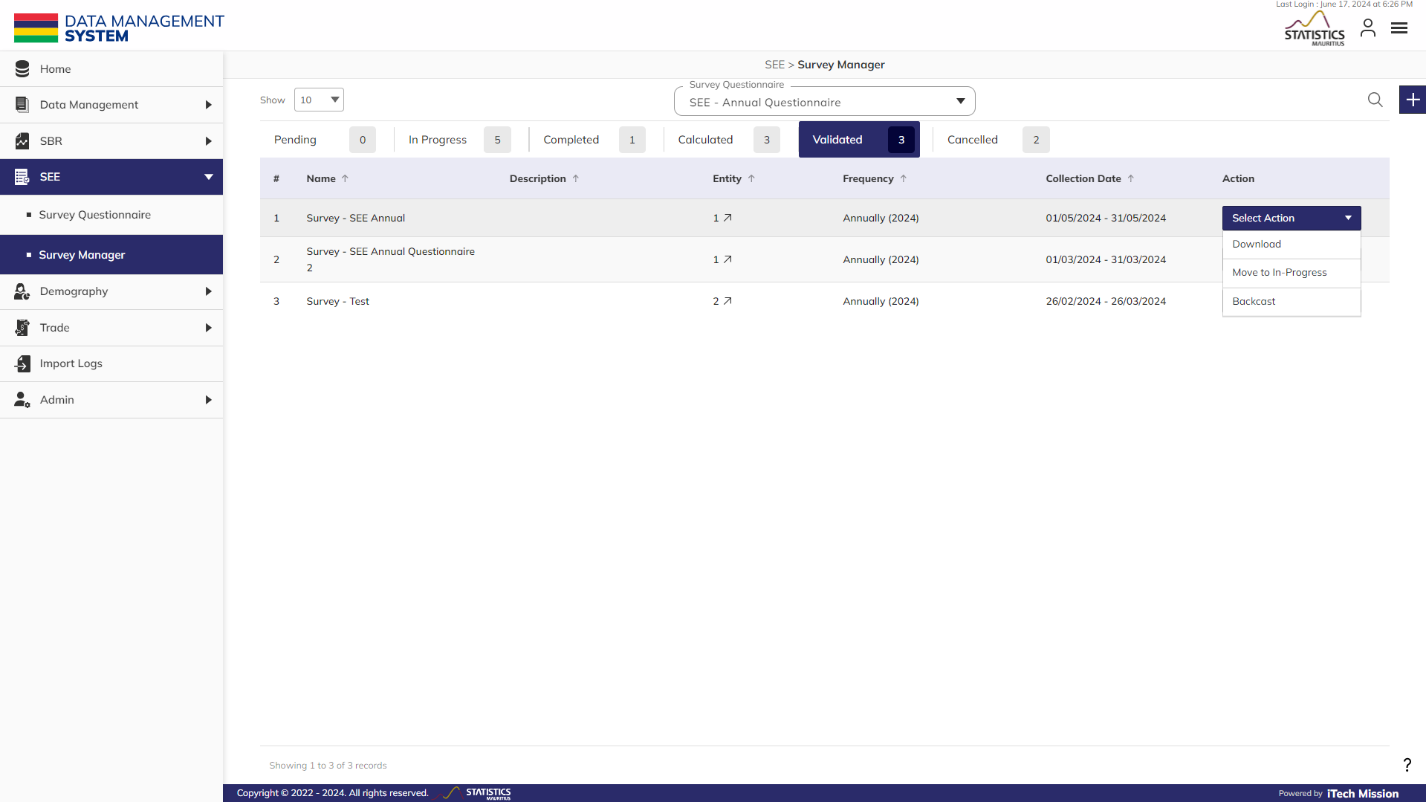 Last Login : June 17, 2024 at 6:26 PM
DATA MANAGEMENT
SYSTEM
STATISTICS
MAURITIUS
Home
Data Management
SBR
SEE
Survey Questionnaire
Survey Manager
Demography
Trade
Import Logs
Admin
SEE > Survey Manager
Show 10
Survey Questionnaire
SEE - Annual Questionnaire
Pending 0 In Progress 5 Completed 1 Calculated 3 Validated 3 Cancelled 2
# Name ↑ Description ↑ Entity ↑ Frequency ↑ Collection Date ↑ Action
1 Survey - SEE Annual 1 Annually (2024) 01/05/2024 - 31/05/2024 Select Action
Download
Move to In-Progress
Backcast
2 Survey - SEE Annual Questionnaire
2 1 Annually (2024) 01/03/2024 - 31/03/2024
3 Survey - Test 2 Annually (2024) 26/02/2024 - 26/03/2024
Showing 1 to 3 of 3 records
?
Copyright © 2022 - 2024. All rights reserved. STATISTICS
MAURITIUS
Powered by iTech Mission